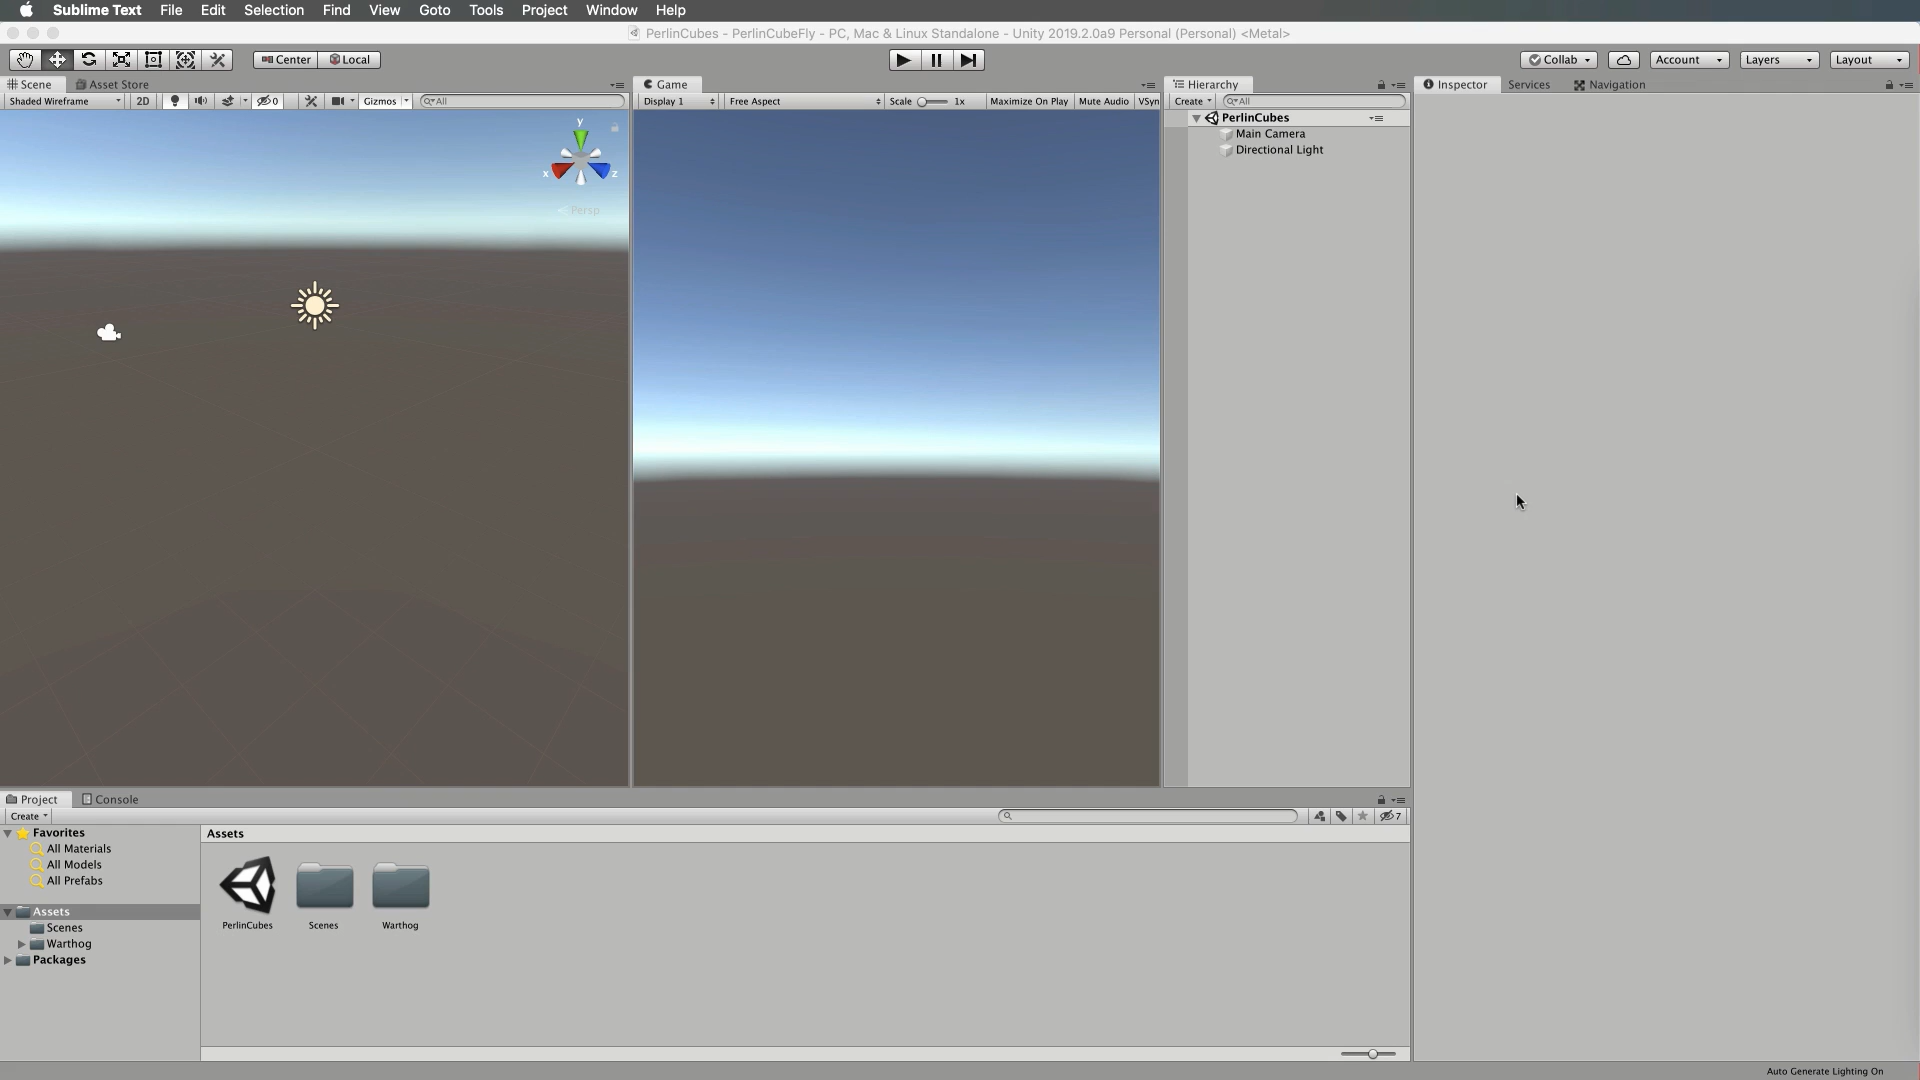 Sublime Text File Edit Selection Find View Goto Tools Project Window Help
PerlinCubes - PerlinCubeFly - PC, Mac & Linux Standalone - Unity 2019.2.0a9 Personal (Personal) <Metal>
Center Local Collab Account Layers Layout
Scene Asset Store Game Hierarchy Inspector Services Navigation
Shaded Wireframe 2D 0 Gizmos All Display 1 Free Aspect Scale 1x Maximize On Play Mute Audio VSyn Create All
PerlinCubes
Main Camera
Directional Light
y
x z
Persp
Project Console
Create 7
Favorites
All Materials
All Models
All Prefabs
Assets
Scenes
Warthog
Packages
Assets
PerlinCubes Scenes Warthog
Auto Generate Lighting On